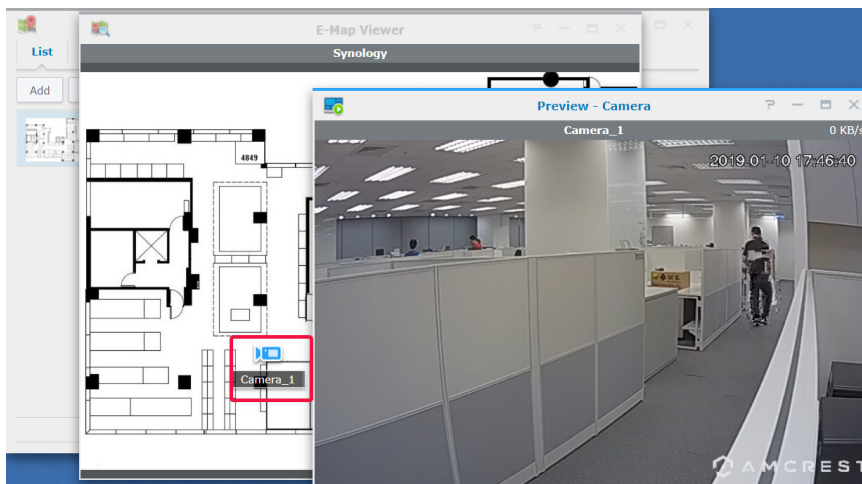 E-Map Viewer
Synology
List
Add
4849
Camera_1
Preview - Camera
Camera_1
0 KB/s
2019-01-10 17:46:40
AMCREST